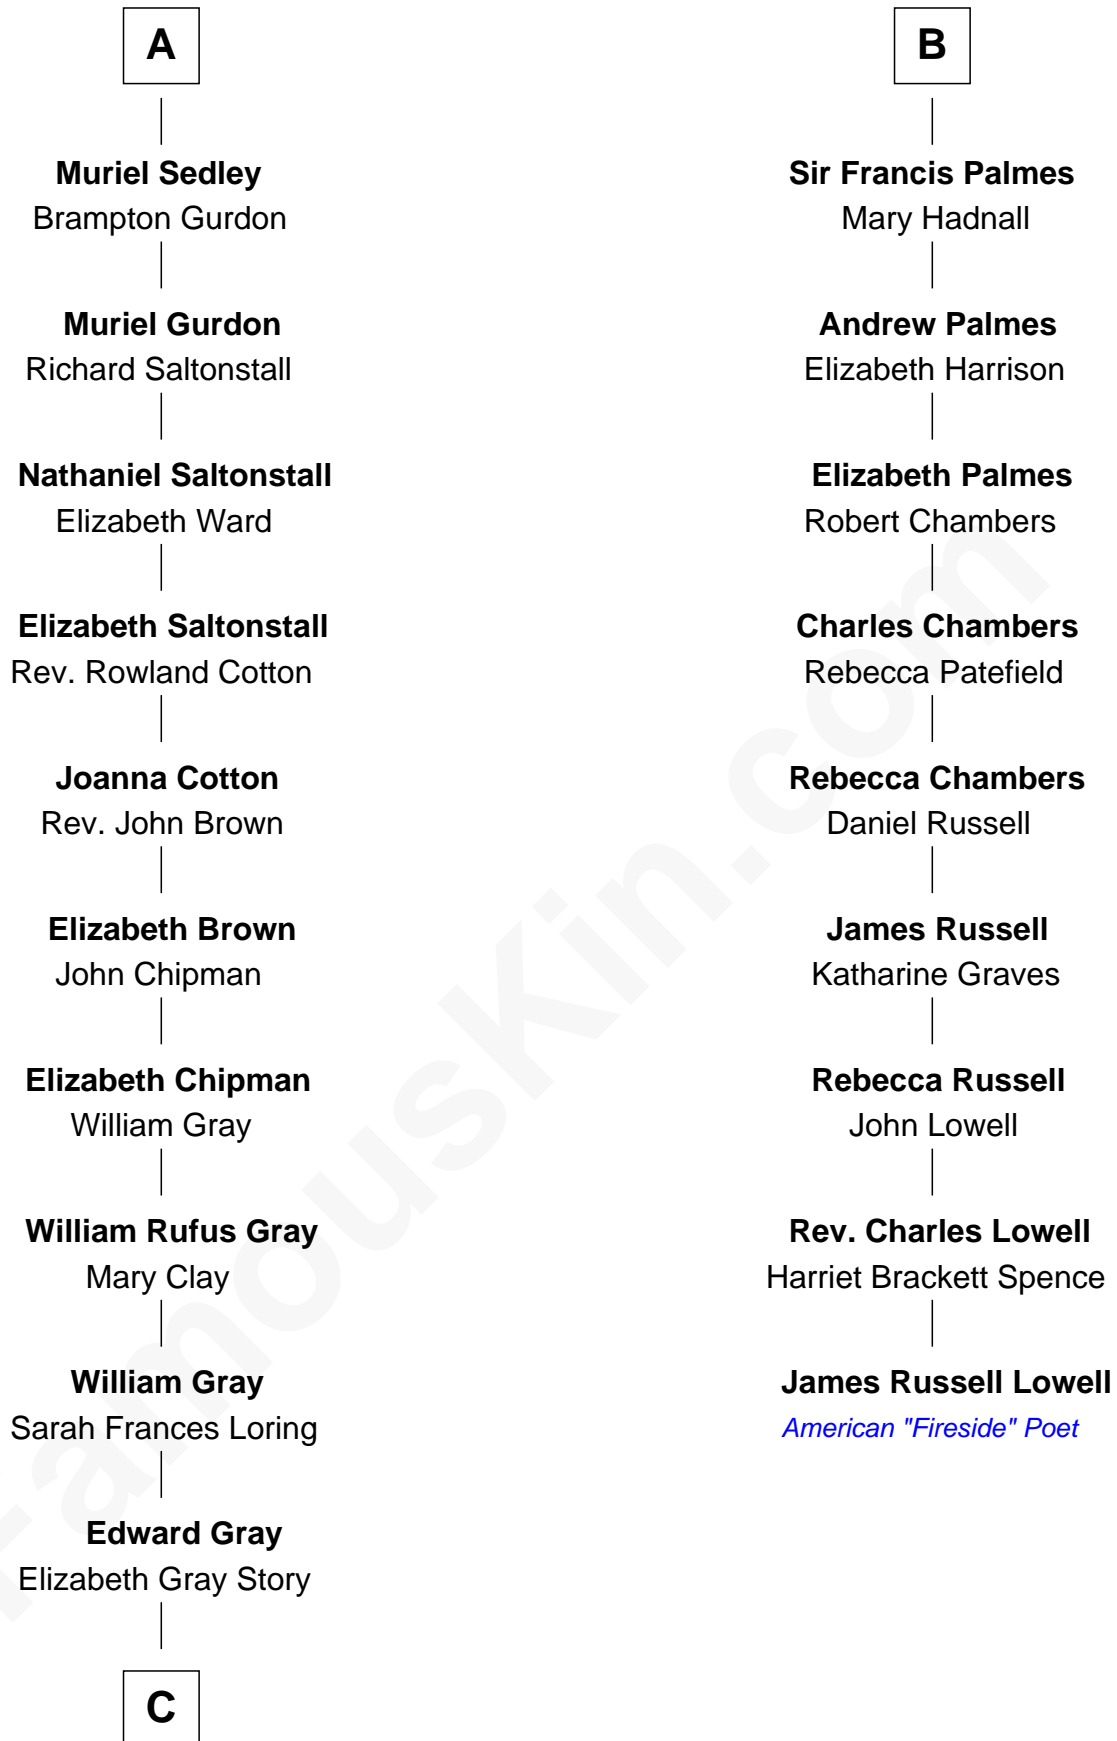 A
Muriel Sedley
Brampton Gurdon
Muriel Gurdon
Richard Saltonstall
Nathaniel Saltonstall
Elizabeth Ward
Elizabeth Saltonstall
Rev. Rowland Cotton
Joanna Cotton
Rev. John Brown
Elizabeth Brown
John Chipman
Elizabeth Chipman
William Gray
William Rufus Gray
Mary Clay
William Gray
Sarah Frances Loring
Edward Gray
Elizabeth Gray Story
C
B
Sir Francis Palmes
Mary Hadnall
Andrew Palmes
Elizabeth Harrison
Elizabeth Palmes
Robert Chambers
Charles Chambers
Rebecca Patefield
Rebecca Chambers
Daniel Russell
James Russell
Katharine Graves
Rebecca Russell
John Lowell
Rev. Charles Lowell
Harriet Brackett Spence
James Russell Lowell
American "Fireside" Poet
FamousKin.com